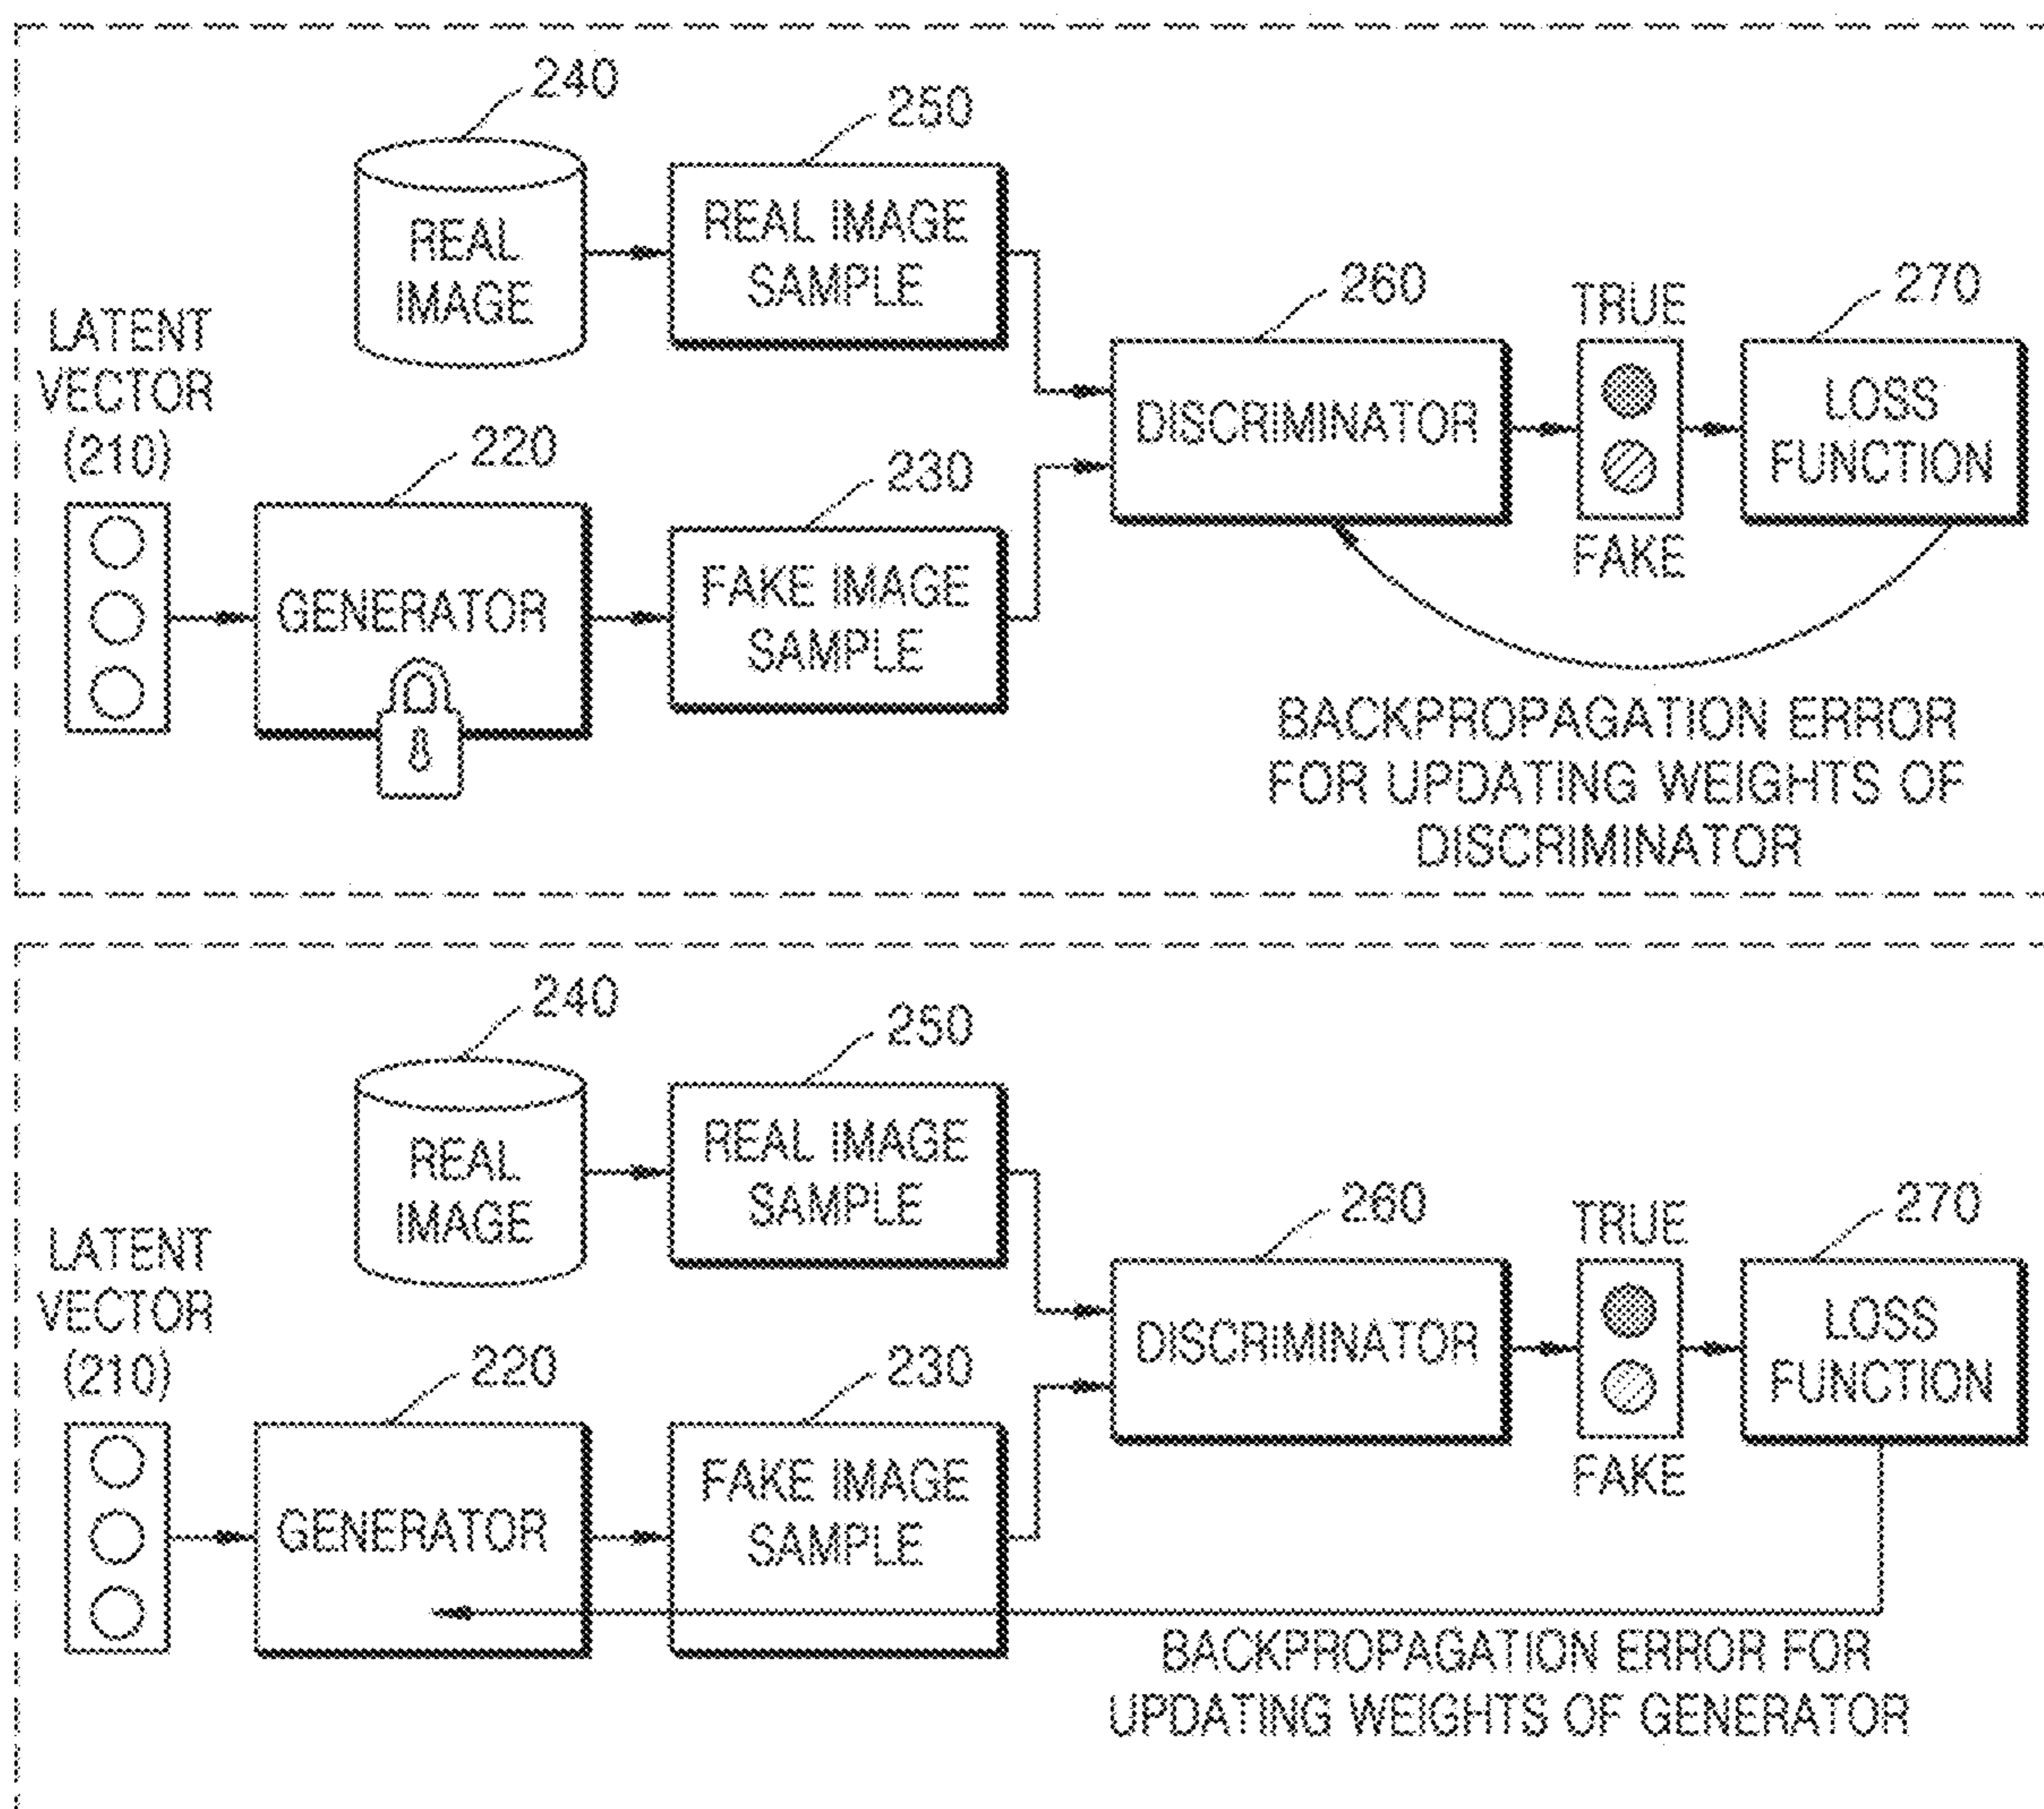 240
250
REAL
IMAGE
REAL IMAGE
SAMPLE
LATENT
VECTOR
(210)
220
GENERATOR
230
FAKE IMAGE
SAMPLE
260
DISCRIMINATOR
TRUE
FAKE
270
LOSS
FUNCTION
BACKPROPAGATION ERROR
FOR UPDATING WEIGHTS OF
DISCRIMINATOR
240
250
REAL
IMAGE
REAL IMAGE
SAMPLE
LATENT
VECTOR
(210)
220
GENERATOR
230
FAKE IMAGE
SAMPLE
260
DISCRIMINATOR
TRUE
FAKE
270
LOSS
FUNCTION
BACKPROPAGATION ERROR FOR
UPDATING WEIGHTS OF GENERATOR